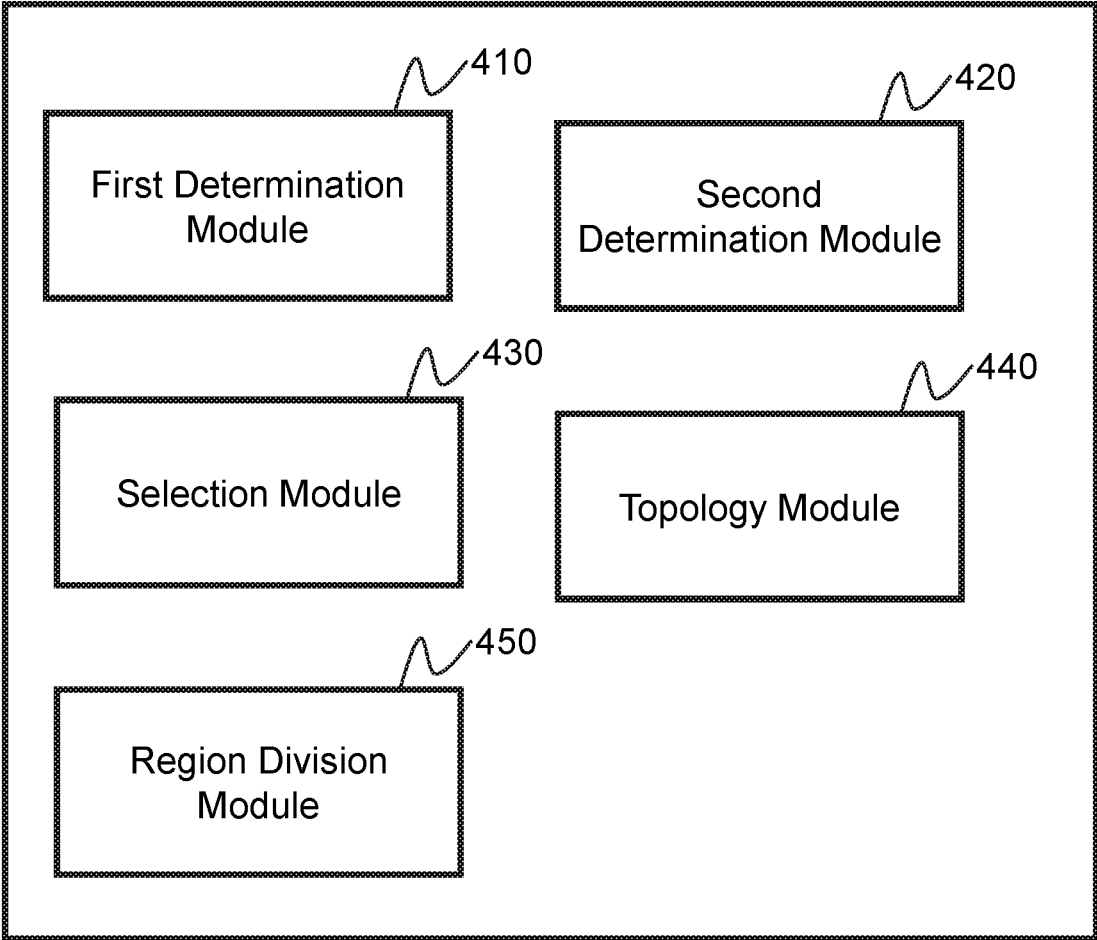 410
First Determination
Module
420
Second
Determination Module
430
Selection Module
440
Topology Module
450
Region Division
Module